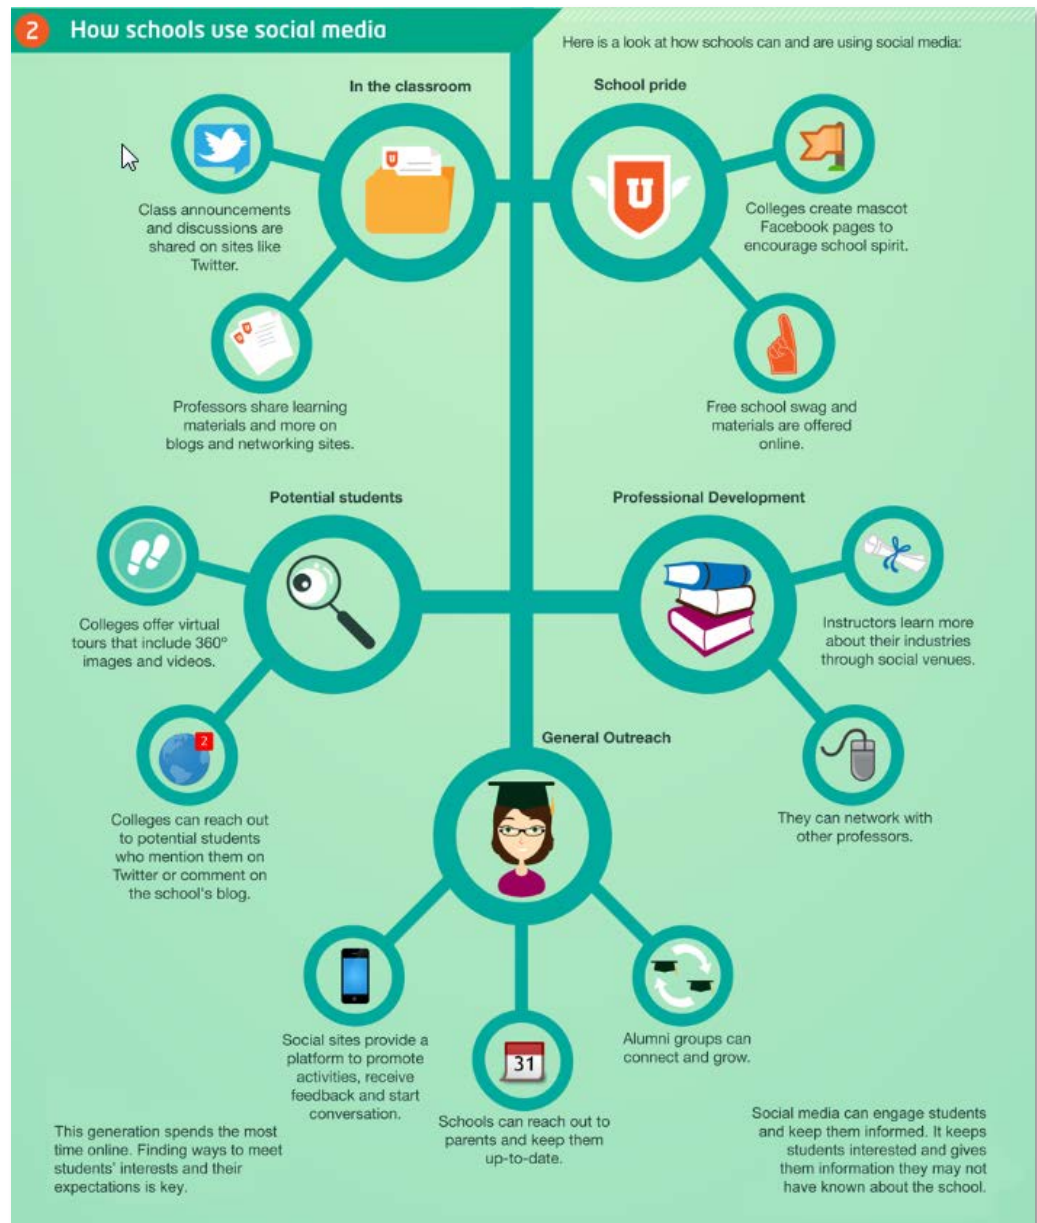 2
How schools use social media
Here is a look at how schools can and are using social media:
In the classroom
U
Class announcements
and discussions are
shared on sites like
Twitter.
U
U
Professors share learning
materials and more on
blogs and networking sites.
School pride
U
Colleges create mascot
Facebook pages to
encourage school spirit.
Free school swag and
materials are offered
online.
Potential students
Colleges offer virtual
tours that include 360º
images and videos.
2
Colleges can reach out
to potential students
who mention them on
Twitter or comment on
the school's blog.
Professional Development
Instructors learn more
about their industries
through social venues.
They can network with
other professors.
General Outreach
Social sites provide a
platform to promote
activities, receive
feedback and start
conversation.
31
Schools can reach out to
parents and keep them
up-to-date.
Alumni groups can
connect and grow.
This generation spends the most
time online. Finding ways to meet
students' interests and their
expectations is key.
Social media can engage students
and keep them informed. It keeps
students interested and gives
them information they may not
have known about the school.